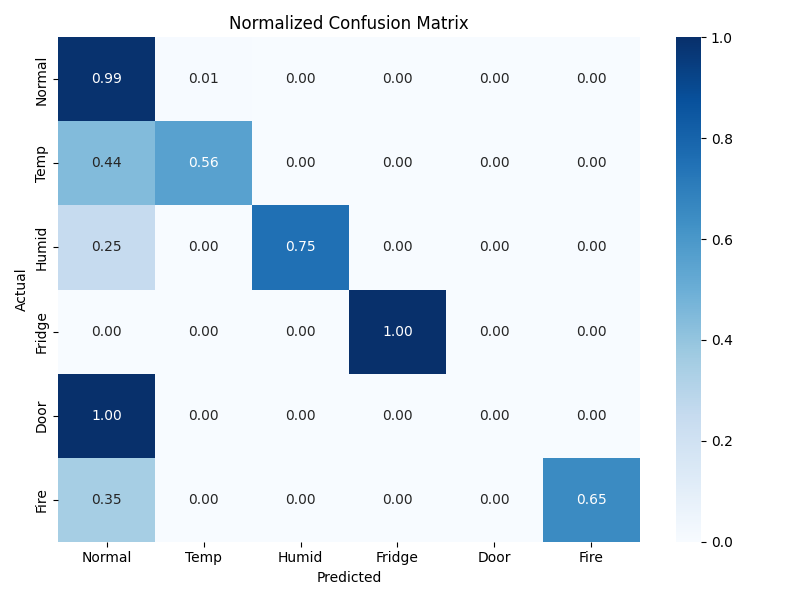 Normalized Confusion Matrix
Normal 0.99 0.01 0.00 0.00 0.00 0.00
Temp 0.44 0.56 0.00 0.00 0.00 0.00
Humid 0.25 0.00 0.75 0.00 0.00 0.00
Fridge 0.00 0.00 0.00 1.00 0.00 0.00
Door 1.00 0.00 0.00 0.00 0.00 0.00
Fire 0.35 0.00 0.00 0.00 0.00 0.65
Actual
Normal Temp Humid Fridge Door Fire
Predicted
1.0
0.8
0.6
0.4
0.2
0.0